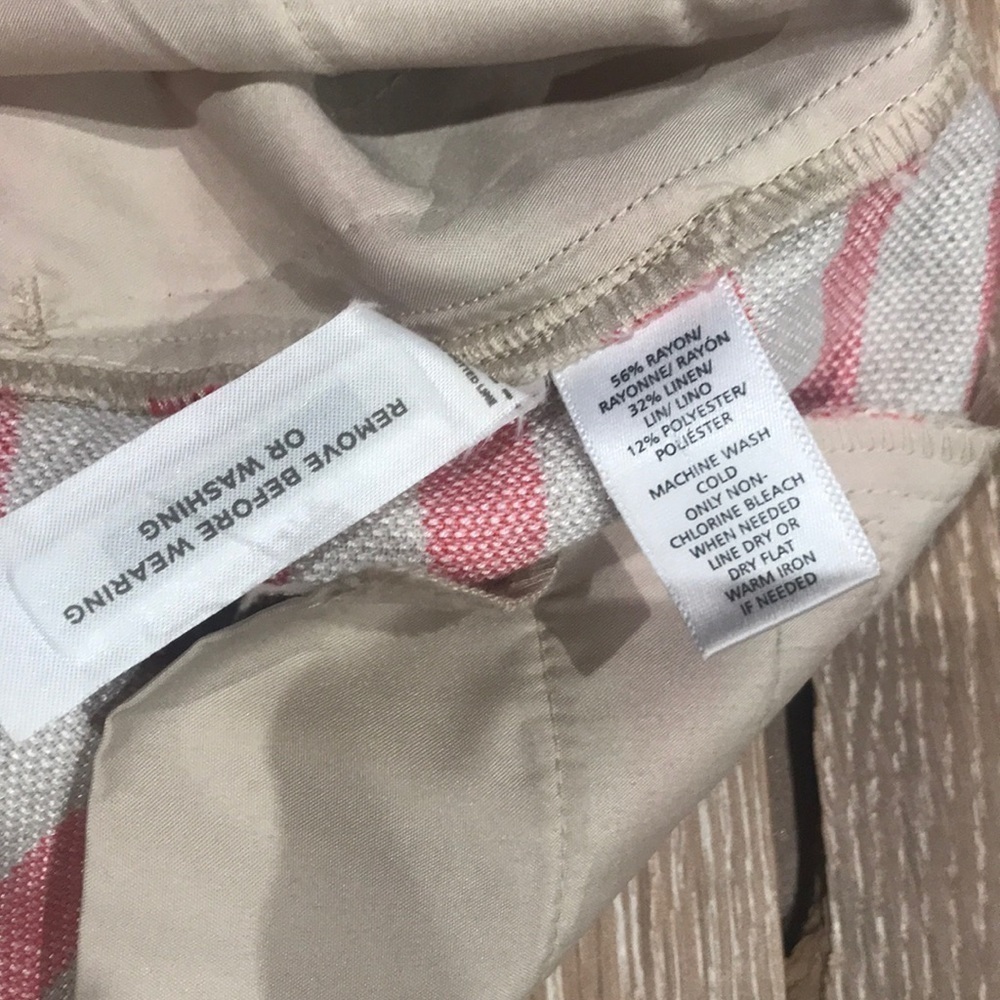 REMOVE BEFORE WEARING
OR WASHING
56% RAYON/
RAYONNE/ RAYÓN
32% LINEN/
LIN/ LINO
12% POLYESTER/
POLIÉSTER
MACHINE WASH
COLD
ONLY NON-
CHLORINE BLEACH
WHEN NEEDED
LINE DRY OR
DRY FLAT
WARM IRON
IF NEEDED